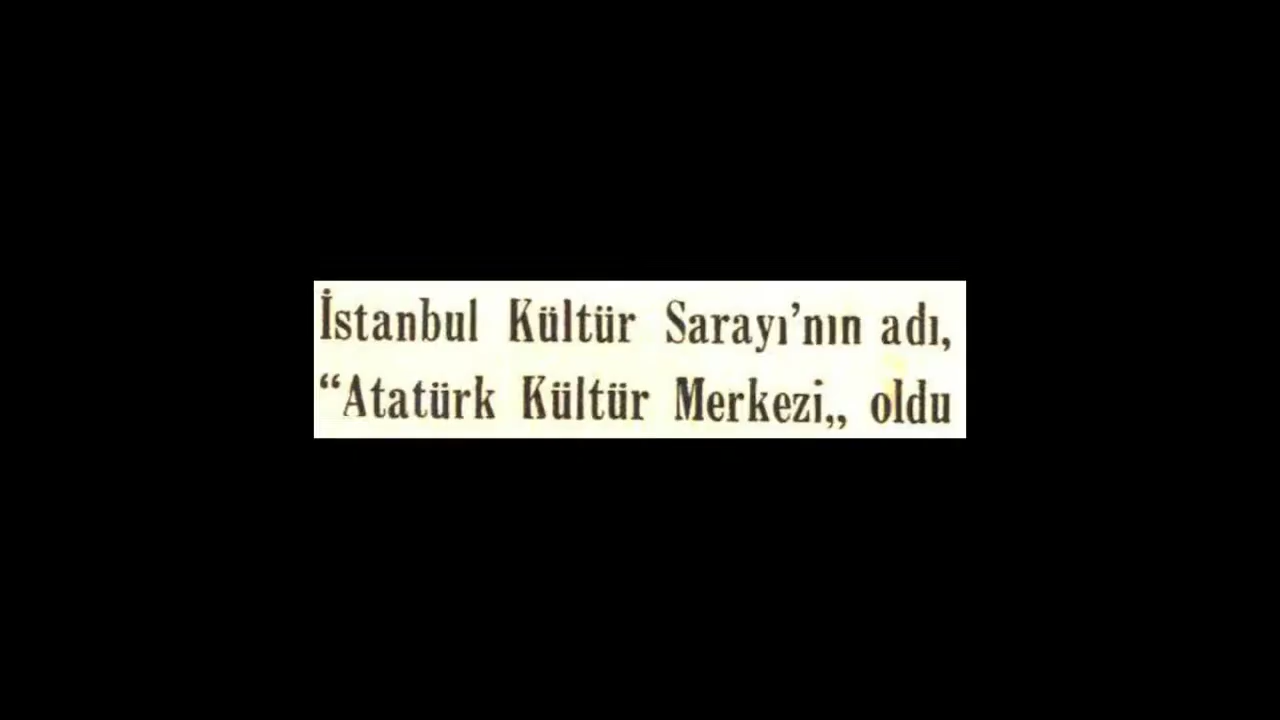 İstanbul Kültür Sarayı’nın adı,
“Atatürk Kültür Merkezi,, oldu